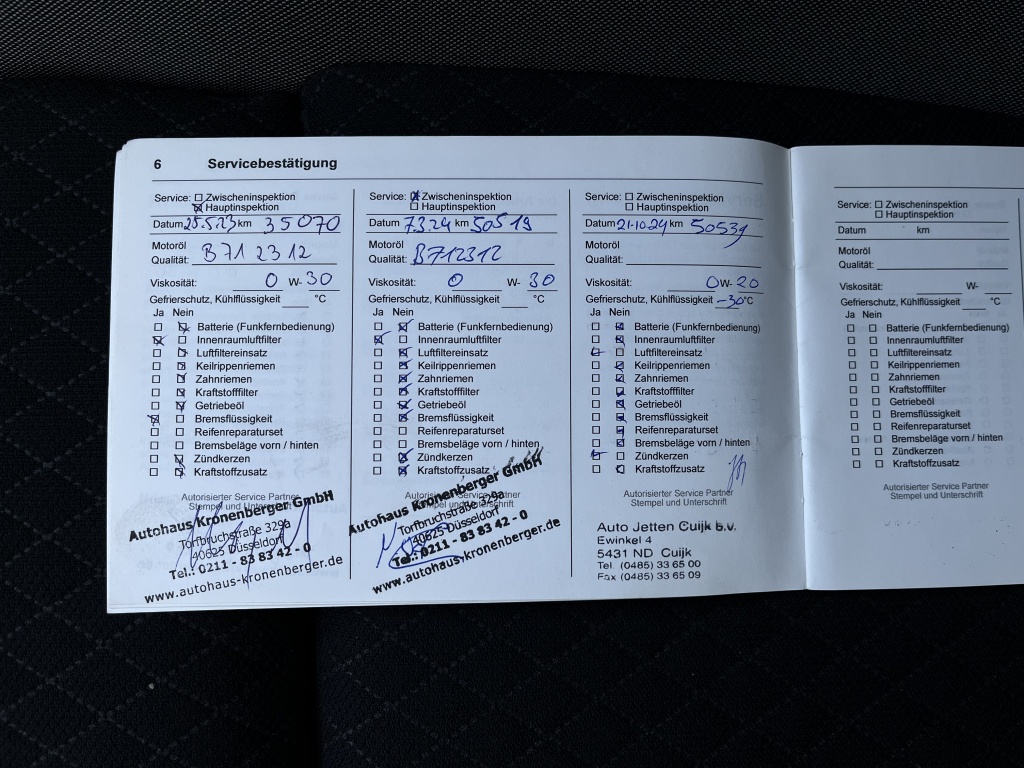 6 Servicebestätigung
Service: Zwischeninspektion
Hauptinspektion
Datum 25.5.23 km 35070
Motoröl
Qualität: B71 2312
Viskosität: 0 W- 30
Gefrierschutz, Kühlflüssigkeit °C
Ja Nein
Batterie (Funkfernbedienung)
Innenraumluftfilter
Luftfiltereinsatz
Keilrippenriemen
Zahnriemen
Kraftstofffilter
Getriebeöl
Bremsflüssigkeit
Reifenreparaturset
Bremsbeläge vorn / hinten
Zündkerzen
Kraftstoffzusatz
Autorisierter Service Partner
Stempel und Unterschrift
Autohaus Kronenberger GmbH
Torfbruchstraße 329a
40625 Düsseldorf
Tel.: 0211 - 83 83 42 - 0
www.autohaus-kronenberger.de
Service: Zwischeninspektion
Hauptinspektion
Datum 7.3.24 km 50519
Motoröl
Qualität: B712312
Viskosität: 0 W- 30
Gefrierschutz, Kühlflüssigkeit °C
Ja Nein
Batterie (Funkfernbedienung)
Innenraumluftfilter
Luftfiltereinsatz
Keilrippenriemen
Zahnriemen
Kraftstofffilter
Getriebeöl
Bremsflüssigkeit
Reifenreparaturset
Bremsbeläge vorn / hinten
Zündkerzen
Kraftstoffzusatz
Autorisierter Service Partner
Stempel und Unterschrift
Autohaus Kronenberger GmbH
Torfbruchstraße 329a
40625 Düsseldorf
Tel.: 0211 - 83 83 42 - 0
www.autohaus-kronenberger.de
Service: Zwischeninspektion
Hauptinspektion
Datum 21-10-24 km 50539
Motoröl
Qualität:
Viskosität: 0 W- 20
Gefrierschutz, Kühlflüssigkeit -30 °C
Ja Nein
Batterie (Funkfernbedienung)
Innenraumluftfilter
Luftfiltereinsatz
Keilrippenriemen
Zahnriemen
Kraftstofffilter
Getriebeöl
Bremsflüssigkeit
Reifenreparaturset
Bremsbeläge vorn / hinten
Zündkerzen
Kraftstoffzusatz
Autorisierter Service Partner
Stempel und Unterschrift
Auto Jetten Cuijk b.v.
Ewinkel 4
5431 ND Cuijk
Tel. (0485) 33 65 00
Fax (0485) 33 65 09
Service: Zwischeninspektion
Hauptinspektion
Datum km
Motoröl
Qualität:
Viskosität: W-
Gefrierschutz, Kühlflüssigkeit °C
Ja Nein
Batterie (Funkfernbedienung)
Innenraumluftfilter
Luftfiltereinsatz
Keilrippenriemen
Zahnriemen
Kraftstofffilter
Getriebeöl
Bremsflüssigkeit
Reifenreparaturset
Bremsbeläge vorn / hinten
Zündkerzen
Kraftstoffzusatz
Autorisierter Service Partner
Stempel und Unterschrift